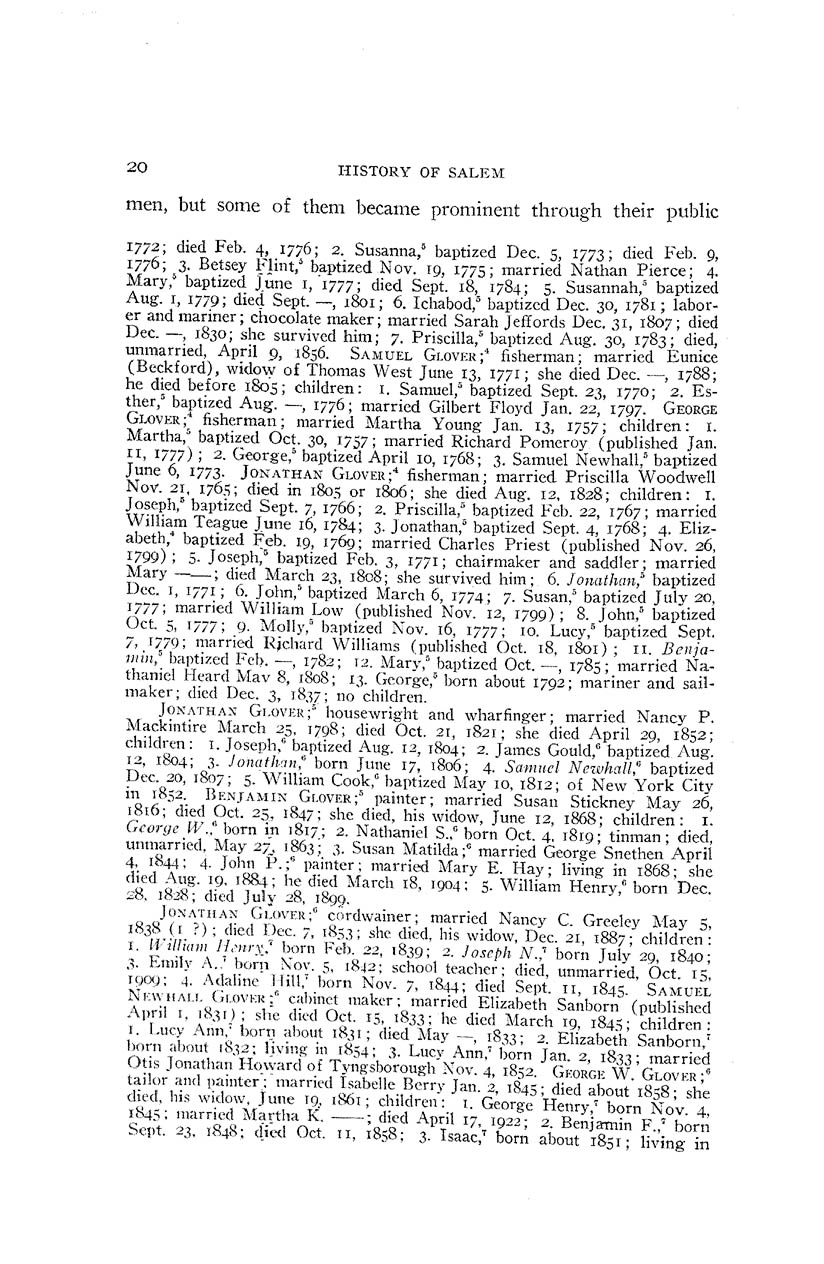 20 HISTORY OF SALEM
men, but some of them became prominent through their public
1772; died Feb. 4, 1776; 2. Susanna,⁵ baptized Dec. 5, 1773; died Feb. 9,
1776; 3. Betsey Flint,⁵ baptized Nov. 19, 1775; married Nathan Pierce; 4.
Mary,⁵ baptized June 1, 1777; died Sept. 18, 1784; 5. Susannah,⁵ baptized
Aug. 1, 1779; died Sept. —, 1801; 6. Ichabod,⁵ baptized Dec. 30, 1781; labor-
er and mariner; chocolate maker; married Sarah Jeffords Dec. 31, 1807; died
Dec. —, 1830; she survived him; 7. Priscilla,⁵ baptized Aug. 30, 1783; died,
unmarried, April 9, 1856. SAMUEL GLOVER;⁴ fisherman; married Eunice
(Beckford), widow of Thomas West June 13, 1771; she died Dec. —, 1788;
he died before 1805; children: 1. Samuel,⁵ baptized Sept. 23, 1770; 2. Es-
ther,⁵ baptized Aug. —, 1776; married Gilbert Floyd Jan. 22, 1797. GEORGE
GLOVER;⁴ fisherman; married Martha Young Jan. 13, 1757; children: 1.
Martha,⁵ baptized Oct. 30, 1757; married Richard Pomeroy (published Jan.
11, 1777); 2. George,⁵ baptized April 10, 1768; 3. Samuel Newhall,⁵ baptized
June 6, 1773. JONATHAN GLOVER;⁴ fisherman; married Priscilla Woodwell
Nov. 21, 1765; died in 1805 or 1806; she died Aug. 12, 1828; children: 1.
Joseph,⁵ baptized Sept. 7, 1766; 2. Priscilla,⁵ baptized Feb. 22, 1767; married
William Teague June 16, 1784; 3. Jonathan,⁵ baptized Sept. 4, 1768; 4. Eliz-
abeth,⁴ baptized Feb. 19, 1769; married Charles Priest (published Nov. 26,
1799); 5. Joseph,⁵ baptized Feb. 3, 1771; chairmaker and saddler; married
Mary ——; died March 23, 1808; she survived him; 6. Jonathan,⁵ baptized
Dec. 1, 1771; 6. John,⁵ baptized March 6, 1774; 7. Susan,⁵ baptized July 20,
1777; married William Low (published Nov. 12, 1799); 8. John,⁵ baptized
Oct. 5, 1777; 9. Molly,⁵ baptized Nov. 16, 1777; 10. Lucy,⁵ baptized Sept.
7, 1779; married Richard Williams (published Oct. 18, 1801); 11. Benja-
min,⁵ baptized Feb. —, 1782; 12. Mary,⁵ baptized Oct. —, 1785; married Na-
thaniel Heard May 8, 1808; 13. George,⁵ born about 1792; mariner and sail-
maker; died Dec. 3, 1837; no children.
JONATHAN GLOVER;⁵ housewright and wharfinger; married Nancy P.
Mackintire March 25, 1798; died Oct. 21, 1821; she died April 29, 1852;
children: 1. Joseph,⁶ baptized Aug. 12, 1804; 2. James Gould,⁶ baptized Aug.
12, 1804; 3. Jonathan,⁶ born June 17, 1806; 4. Samuel Newhall,⁶ baptized
Dec. 20, 1807; 5. William Cook,⁶ baptized May 10, 1812; of New York City
in 1852. BENJAMIN GLOVER;⁵ painter; married Susan Stickney May 26,
1816; died Oct. 25, 1847; she died, his widow, June 12, 1868; children: 1.
George W.,⁶ born in 1817; 2. Nathaniel S.,⁶ born Oct. 4, 1819; tinman; died,
unmarried, May 27, 1863; 3. Susan Matilda;⁶ married George Snethen April
4, 1844; 4. John P.;⁶ painter; married Mary E. Hay; living in 1868; she
died Aug. 19, 1884; he died March 18, 1904; 5. William Henry,⁶ born Dec.
28, 1828; died July 28, 1899.
JONATHAN GLOVER;⁶ cordwainer; married Nancy C. Greeley May 5,
1838 (1 ?); died Dec. 7, 1853; she died, his widow, Dec. 21, 1887; children:
1. William Henry,⁷ born Feb. 22, 1839; 2. Joseph N.,⁷ born July 29, 1840;
3. Emily A.,⁷ born Nov. 5, 1842; school teacher; died, unmarried, Oct. 15,
1909; 4. Adaline Hill,⁷ born Nov. 7, 1844; died Sept. 11, 1845. SAMUEL
NEWHALL GLOVER;⁶ cabinet maker; married Elizabeth Sanborn (published
April 1, 1831); she died Oct. 15, 1833; he died March 19, 1845; children:
1. Lucy Ann,⁷ born about 1831; died May —, 1833; 2. Elizabeth Sanborn,⁷
born about 1832; living in 1854; 3. Lucy Ann,⁷ born Jan. 2, 1833; married
Otis Jonathan Howard of Tyngsborough Nov. 4, 1852. GEORGE W. GLOVER;⁶
tailor and painter; married Isabelle Berry Jan. 2, 1845; died about 1858; she
died, his widow, June 19, 1861; children: 1. George Henry,⁷ born Nov. 4,
1845; married Martha K. ——; died April 17, 1922; 2. Benjamin F.,⁷ born
Sept. 23, 1848; died Oct. 11, 1858; 3. Isaac,⁷ born about 1851; living in